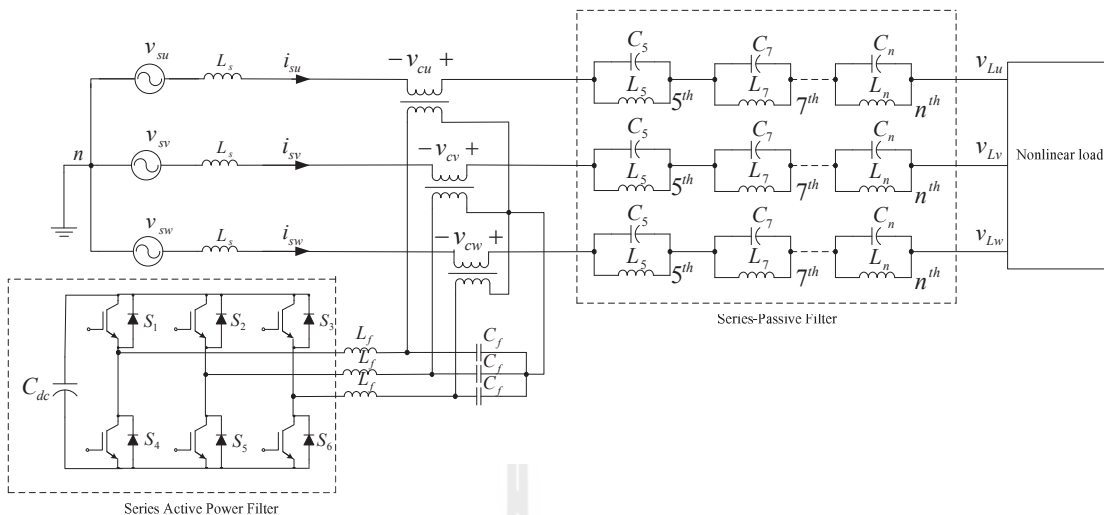 v_su L_s i_su − v_cu + C_5 C_7 C_n v_Lu
L_5 5^th L_7 7^th L_n n^th
n v_sv L_s i_sv − v_cv + C_5 C_7 C_n v_Lv Nonlinear load
L_5 5^th L_7 7^th L_n n^th
v_sw L_s i_sw − v_cw + C_5 C_7 C_n v_Lw
L_5 5^th L_7 7^th L_n n^th
Series-Passive Filter
S_1 S_2 S_3
L_f C_f
L_f C_f
L_f C_f
C_dc
S_4 S_5 S_6
Series Active Power Filter